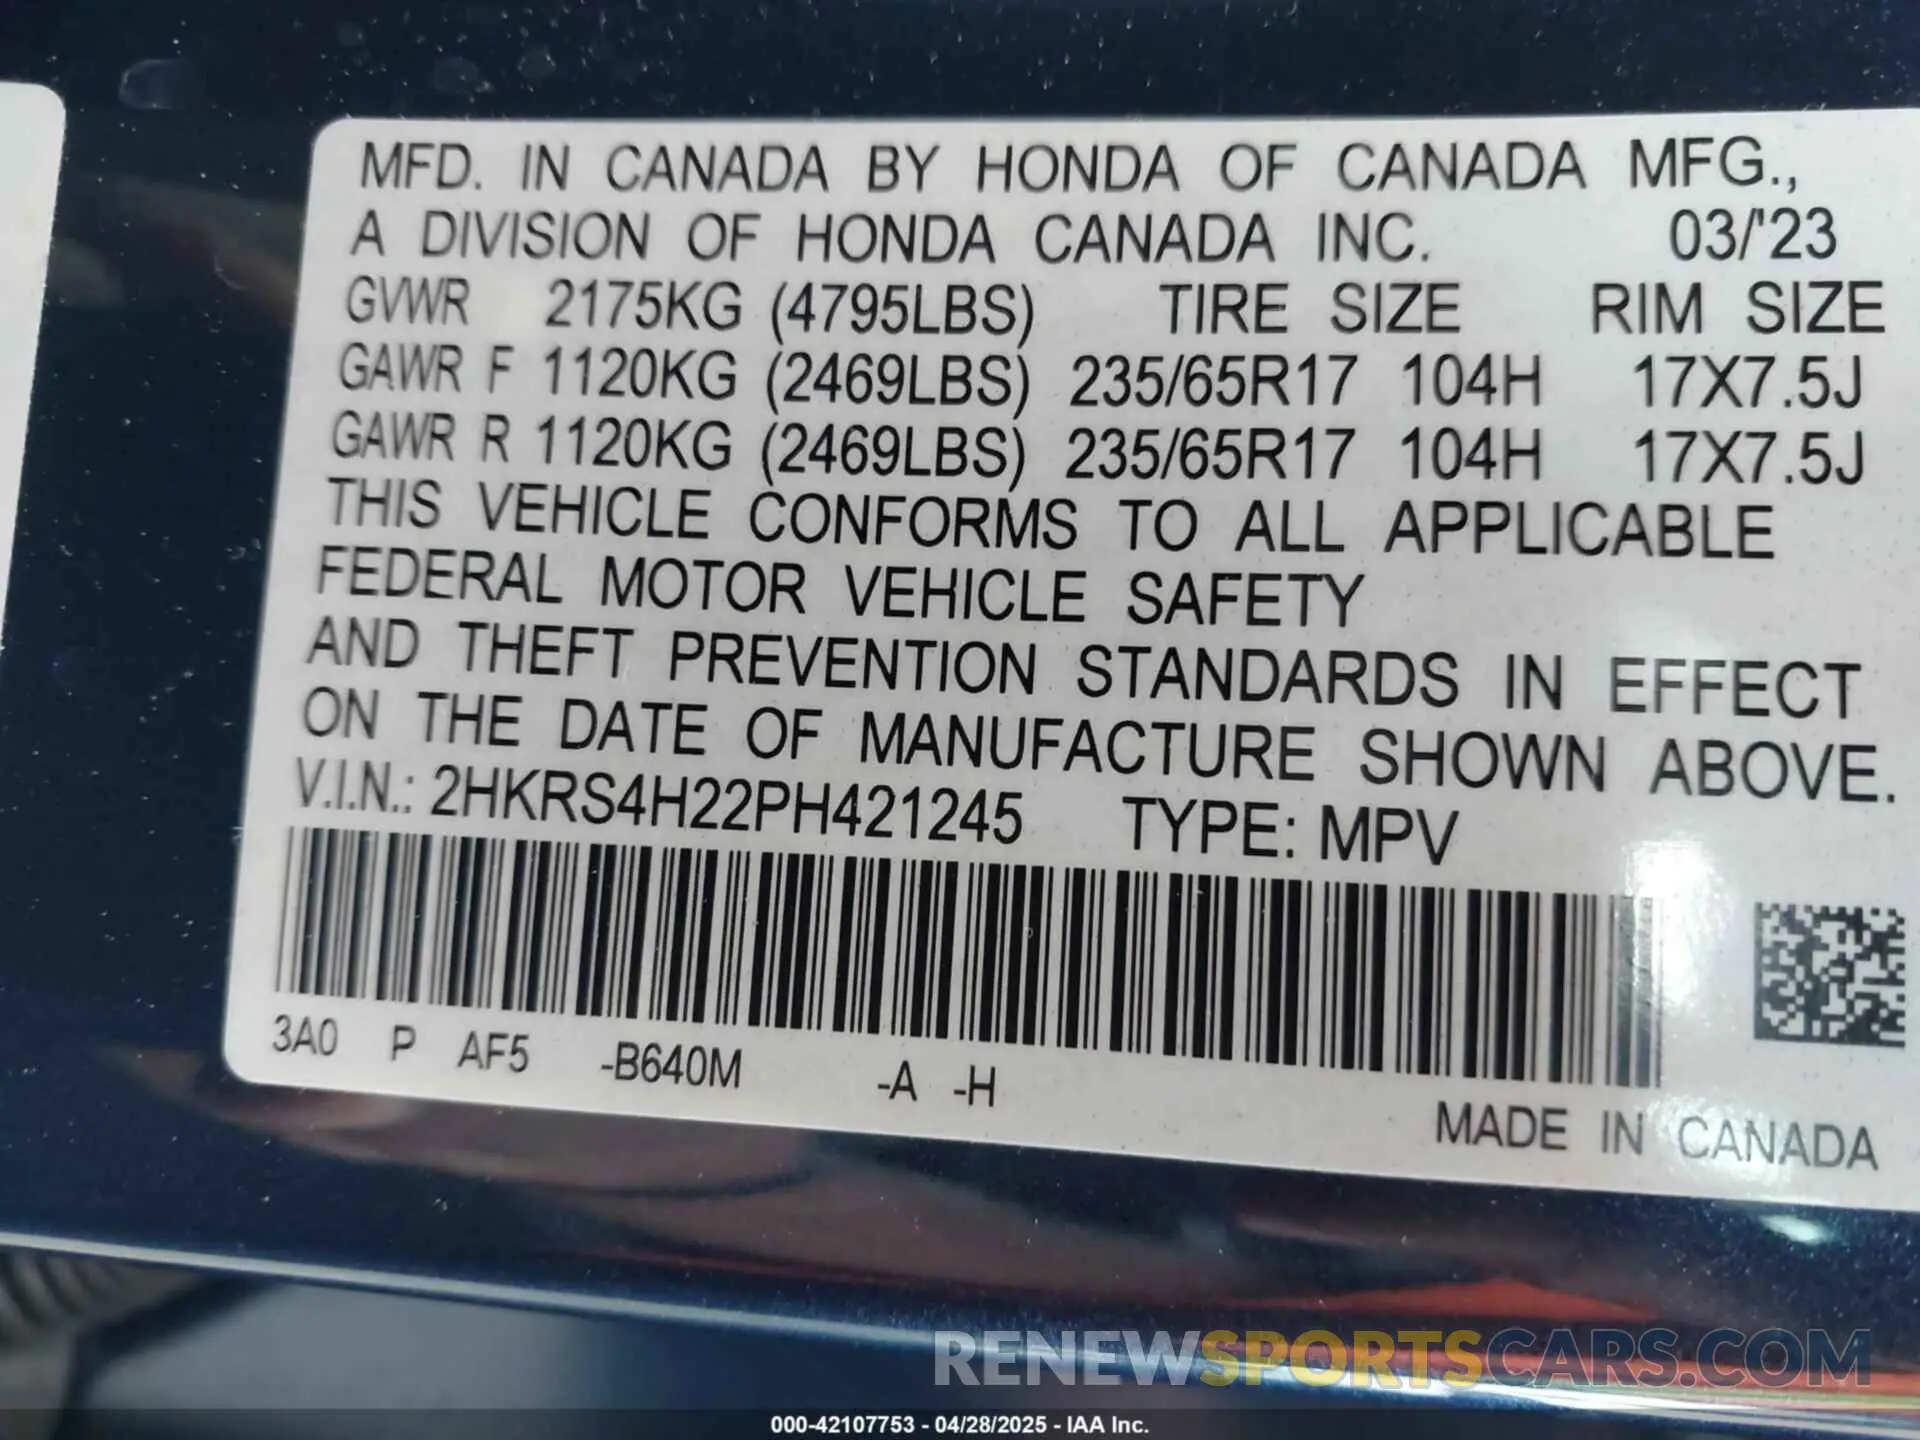 MFD. IN CANADA BY HONDA OF CANADA MFG.,
A DIVISION OF HONDA CANADA INC. 03/'23
GVWR 2175KG (4795LBS) TIRE SIZE RIM SIZE
GAWR F 1120KG (2469LBS) 235/65R17 104H 17X7.5J
GAWR R 1120KG (2469LBS) 235/65R17 104H 17X7.5J
THIS VEHICLE CONFORMS TO ALL APPLICABLE
FEDERAL MOTOR VEHICLE SAFETY
AND THEFT PREVENTION STANDARDS IN EFFECT
ON THE DATE OF MANUFACTURE SHOWN ABOVE.
V.I.N.: 2HKRS4H22PH421245 TYPE: MPV
3A0 P AF5 -B640M -A -H
MADE IN CANADA
RENEWSPORTSCARS.COM
000-42107753 - 04/28/2025 - IAA Inc.